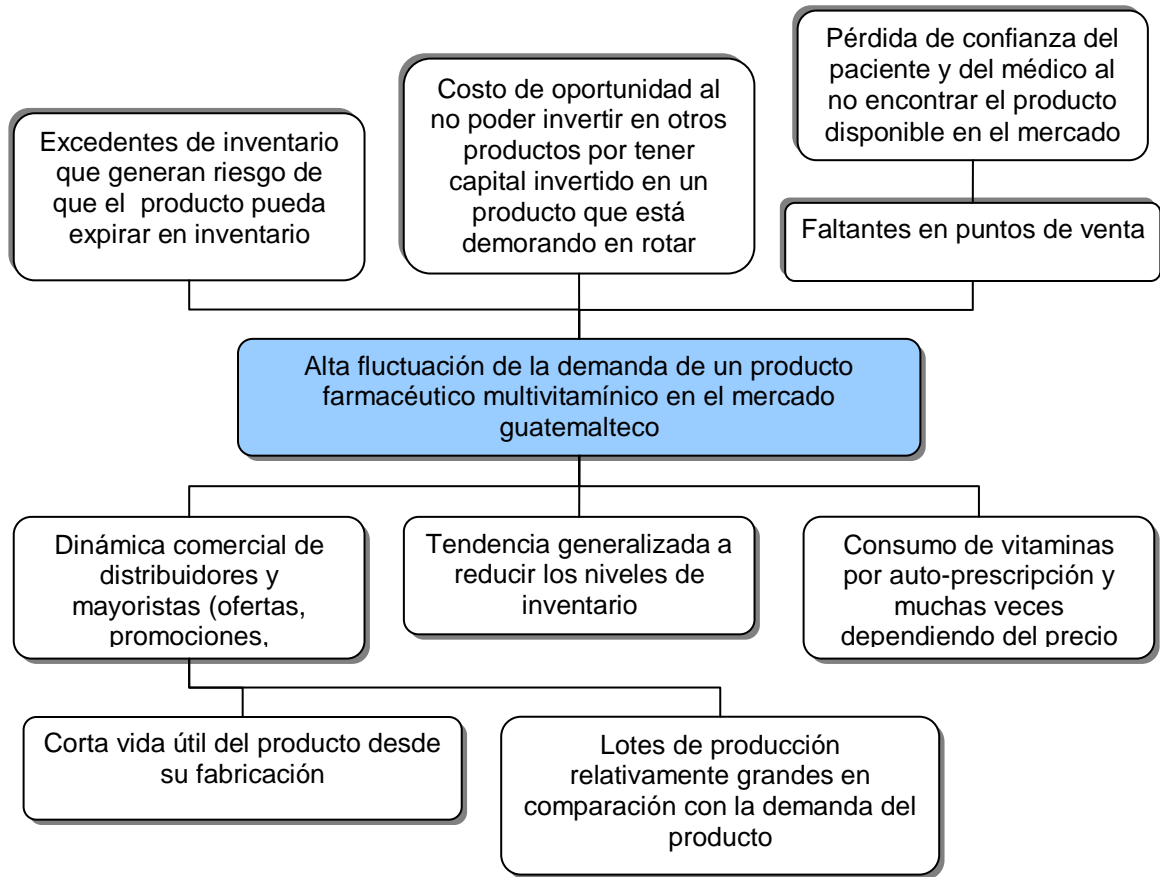 Excedentes de inventario
que generan riesgo de
que el producto pueda
expirar en inventario
Costo de oportunidad al
no poder invertir en otros
productos por tener
capital invertido en un
producto que está
demorando en rotar
Pérdida de confianza del
paciente y del médico al
no encontrar el producto
disponible en el mercado
Faltantes en puntos de venta
Alta fluctuación de la demanda de un producto
farmacéutico multivitamínico en el mercado
guatemalteco
Dinámica comercial de
distribuidores y
mayoristas (ofertas,
promociones,
Tendencia generalizada a
reducir los niveles de
inventario
Consumo de vitaminas
por auto-prescripción y
muchas veces
dependiendo del precio
Corta vida útil del producto desde
su fabricación
Lotes de producción
relativamente grandes en
comparación con la demanda del
producto